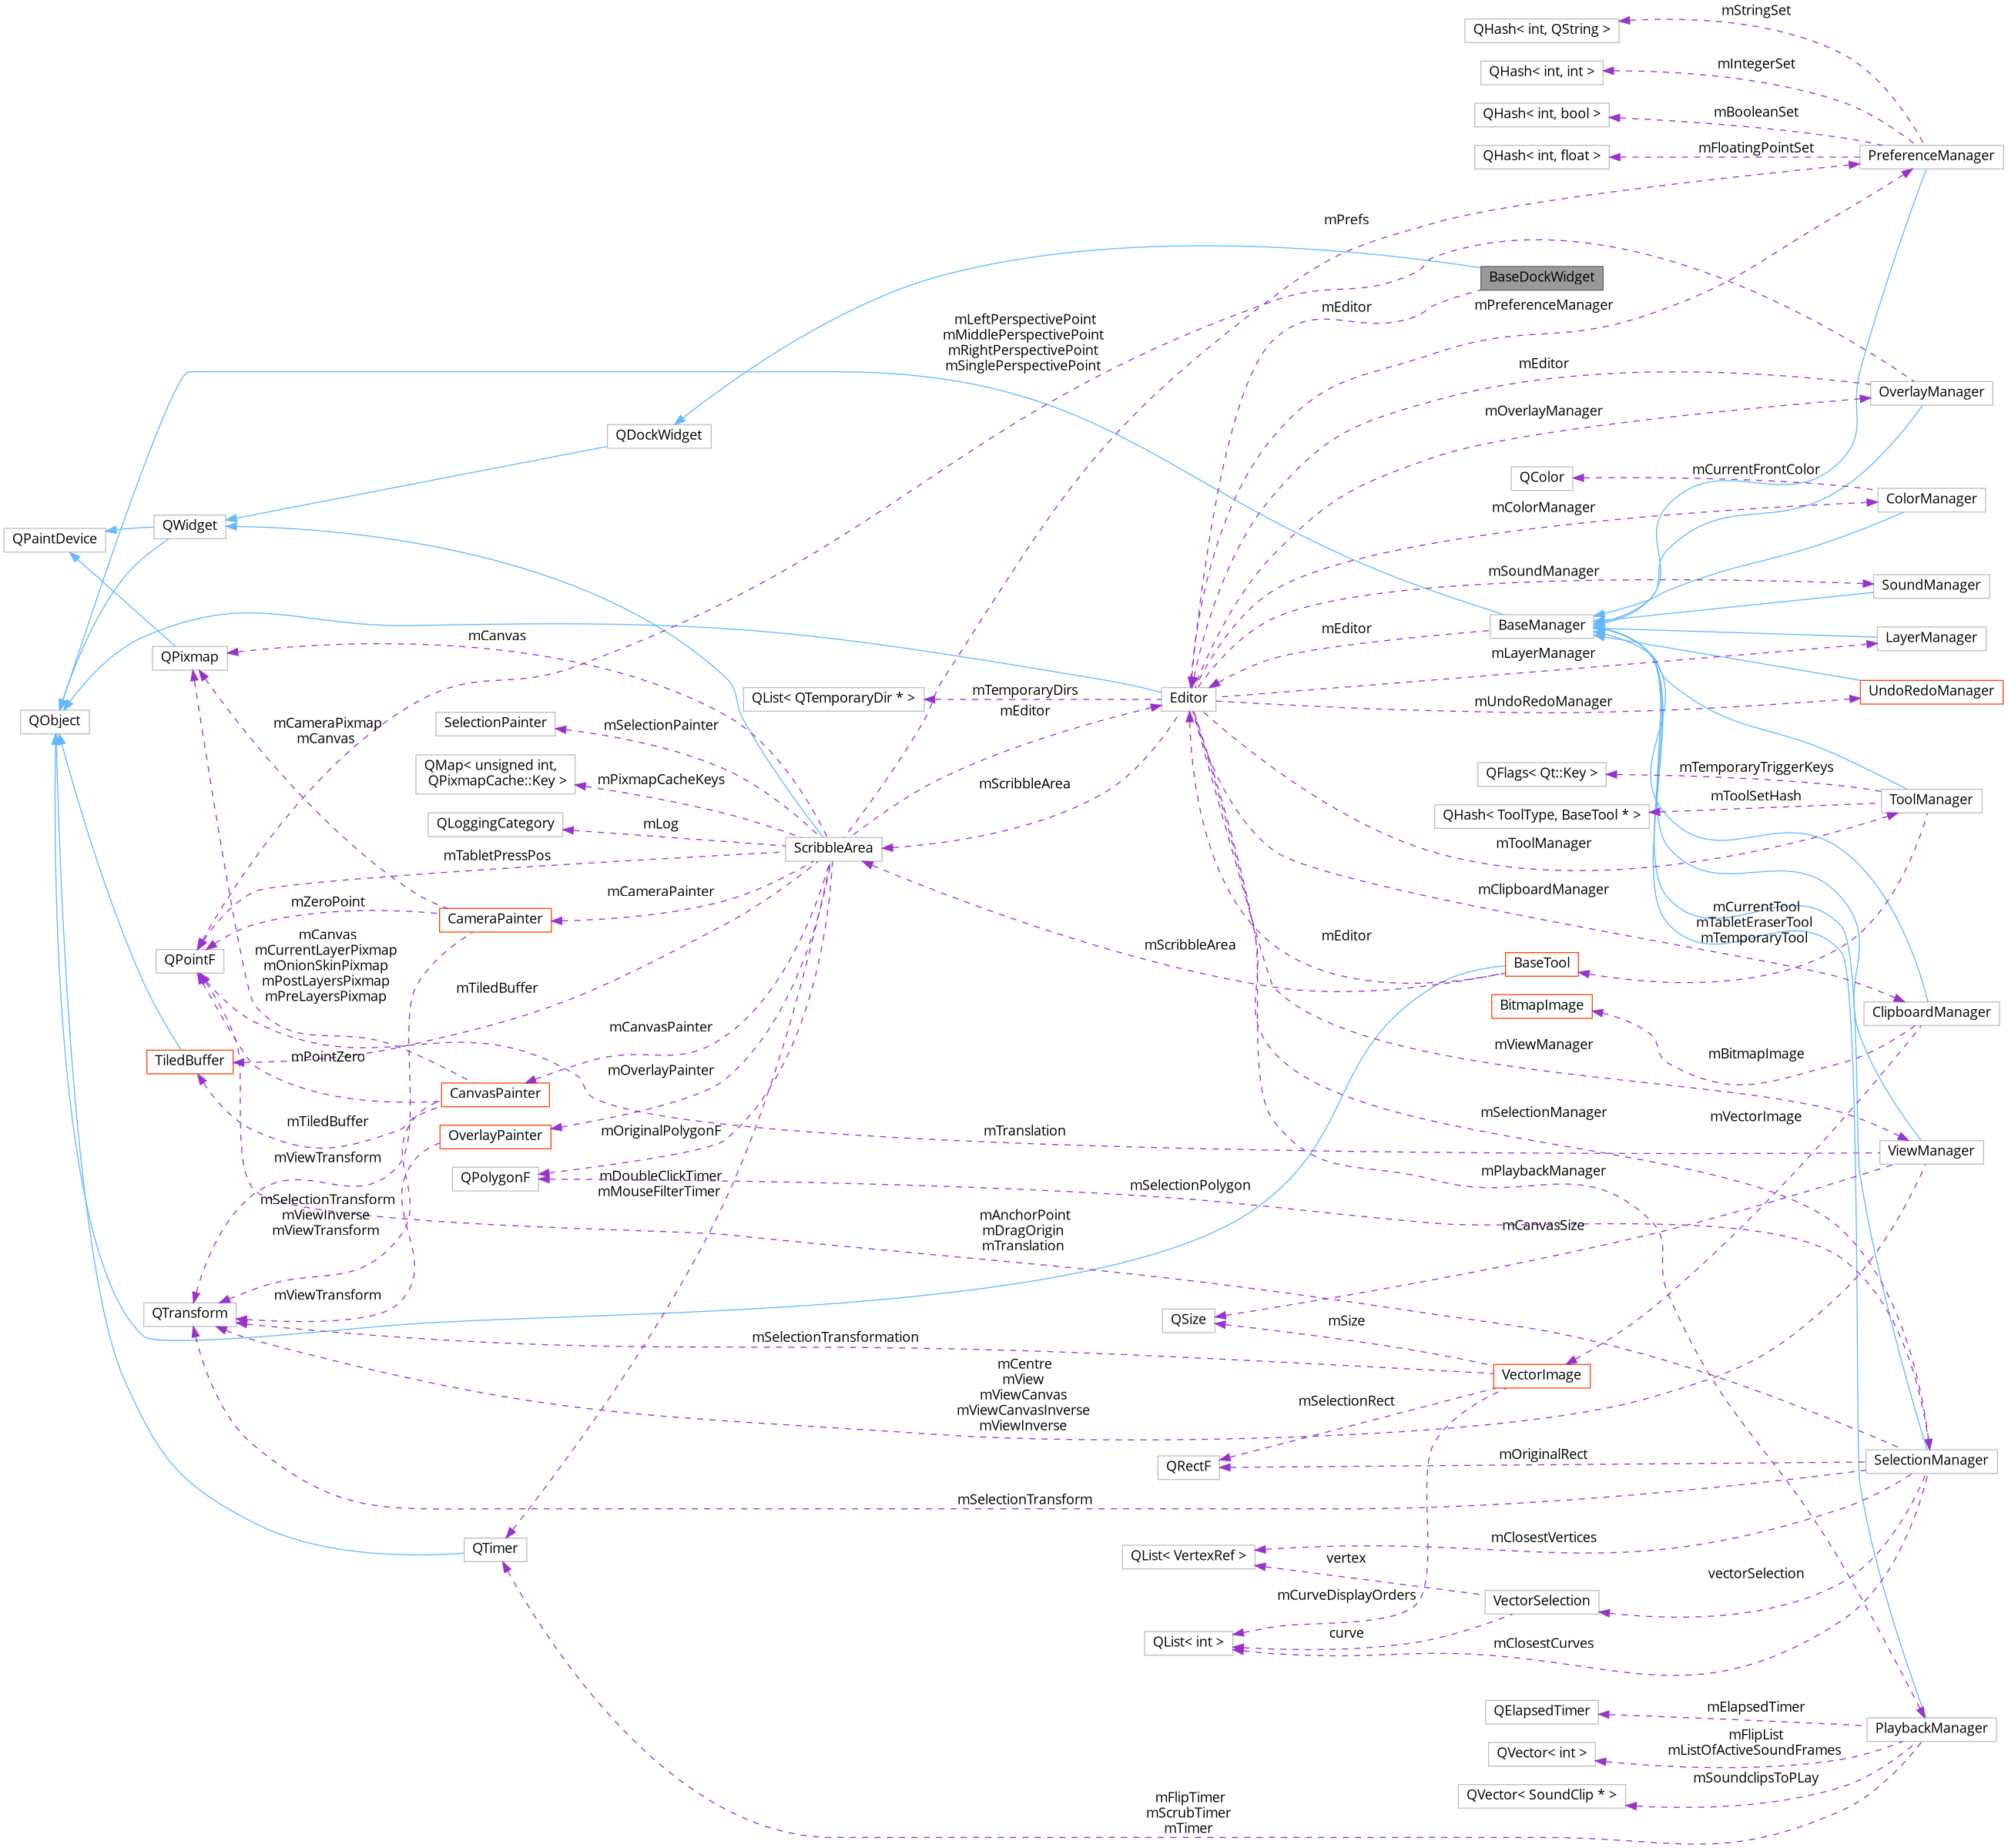 mStringSet
QHash< int, QString >
mIntegerSet
QHash< int, int >
mBooleanSet
QHash< int, bool >
mFloatingPointSet
QHash< int, float >
PreferenceManager
mPrefs
BaseDockWidget
mEditor
mPreferenceManager
mLeftPerspectivePoint
mMiddlePerspectivePoint
mRightPerspectivePoint
mSinglePerspectivePoint
mEditor
OverlayManager
mOverlayManager
QDockWidget
mCurrentFrontColor
QColor
ColorManager
mColorManager
QWidget
QPaintDevice
mSoundManager
SoundManager
BaseManager
mEditor
LayerManager
mCanvas
QPixmap
mLayerManager
QObject
QList< QTemporaryDir * >
mTemporaryDirs
mEditor
Editor
mUndoRedoManager
UndoRedoManager
SelectionPainter
mSelectionPainter
mCameraPixmap
mCanvas
QMap< unsigned int,
QPixmapCache::Key >
mPixmapCacheKeys
mScribbleArea
QFlags< Qt::Key >
mTemporaryTriggerKeys
ToolManager
QHash< ToolType, BaseTool * >
mToolSetHash
QLoggingCategory
mLog
ScribbleArea
mToolManager
mTabletPressPos
mCameraPainter
mClipboardManager
mZeroPoint
CameraPainter
mCurrentTool
mTabletEraserTool
mTemporaryTool
mEditor
mScribbleArea
QPointF
mCanvas
mCurrentLayerPixmap
mOnionSkinPixmap
mPostLayersPixmap
mPreLayersPixmap
BaseTool
mTiledBuffer
BitmapImage
ClipboardManager
mCanvasPainter
mViewManager
mBitmapImage
TiledBuffer
mPointZero
mOverlayPainter
CanvasPainter
mTiledBuffer
OverlayPainter
mOriginalPolygonF
mTranslation
mSelectionManager
mVectorImage
ViewManager
mViewTransform
QPolygonF
mDoubleClickTimer
mMouseFilterTimer
mSelectionPolygon
mPlaybackManager
mSelectionTransform
mViewInverse
mViewTransform
mAnchorPoint
mDragOrigin
mTranslation
mCanvasSize
mViewTransform
QTransform
QSize
mSize
mSelectionTransformation
mCentre
mView
mViewCanvas
mViewCanvasInverse
mViewInverse
VectorImage
mSelectionRect
QRectF
mOriginalRect
SelectionManager
mSelectionTransform
QTimer
mClosestVertices
QList< VertexRef >
vertex
vectorSelection
mCurveDisplayOrders
VectorSelection
QList< int >
curve
mClosestCurves
QElapsedTimer
mElapsedTimer
PlaybackManager
mFlipList
mListOfActiveSoundFrames
QVector< int >
mSoundclipsToPLay
QVector< SoundClip * >
mFlipTimer
mScrubTimer
mTimer